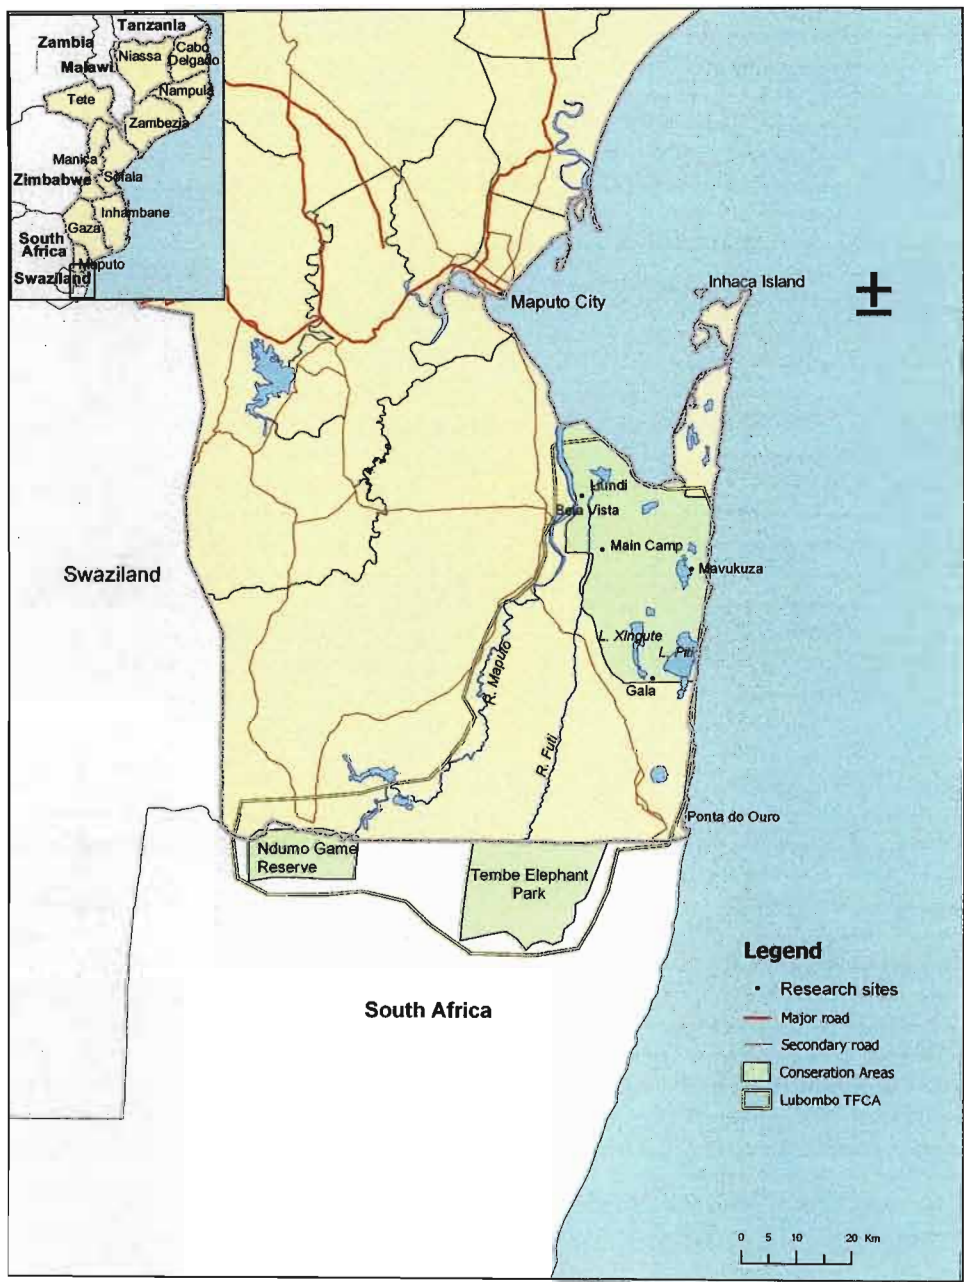 Tanzania
Zambia
Cabo
Delgado
Niassa
Malawi
Nampula
Tete
Zambezia
Manica
Zimbabwe
Sofala
Inhambane
Gaza
South
Africa
Maputo
Swaziland
Inhaca Island
Maputo City
±
Bela Vista
Main Camp
Swaziland
Mavukuza
L. Xingute
L. Piti
R. Maputo
Gala
R. Futi
Ponta do Ouro
Ndumo Game
Reserve
Tembe Elephant
Park
South Africa
Legend
Research sites
Major road
Secondary road
Conseration Areas
Lubombo TFCA
0 5 10 20 Km